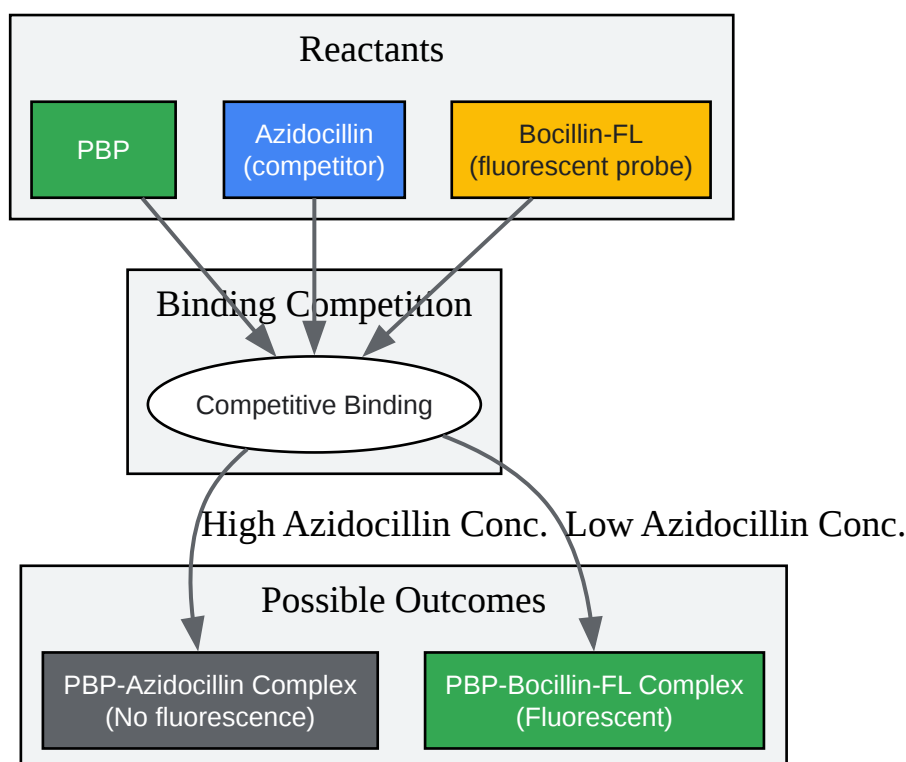 Reactants
PBP
Azidocillin
(competitor)
Bocillin-FL
(fluorescent probe)
Binding Competition
Competitive Binding
High Azidocillin Conc.
Low Azidocillin Conc.
Possible Outcomes
PBP-Azidocillin Complex
(No fluorescence)
PBP-Bocillin-FL Complex
(Fluorescent)